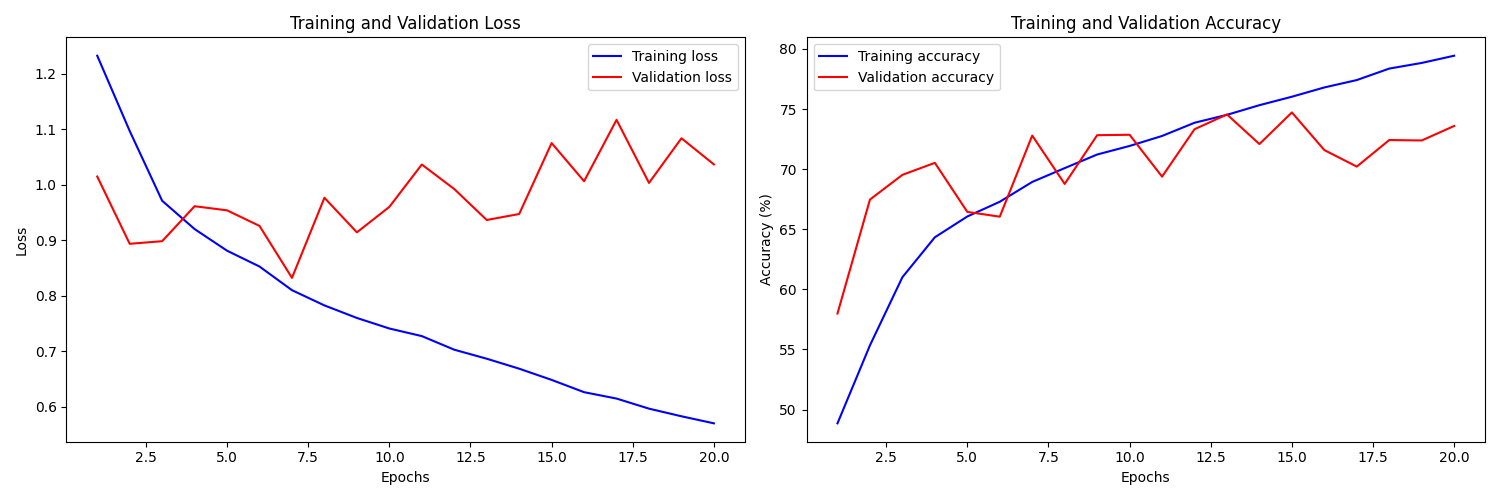 Training and Validation Loss
Training loss
Validation loss
1.2
1.1
1.0
0.9
0.8
0.7
0.6
Loss
2.5 5.0 7.5 10.0 12.5 15.0 17.5 20.0
Epochs
Training and Validation Accuracy
Training accuracy
Validation accuracy
80
75
70
65
60
55
50
Accuracy (%)
2.5 5.0 7.5 10.0 12.5 15.0 17.5 20.0
Epochs